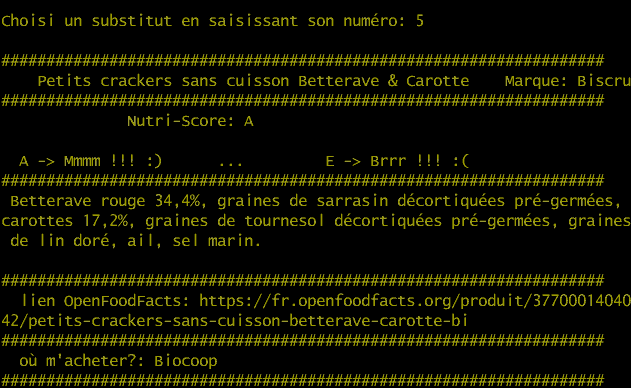 Choisi un substitut en saisissant son numéro: 5
###################################################################
Petits crackers sans cuisson Betterave & Carotte Marque: Biscru
###################################################################
Nutri-Score: A
A -> Mmmm !!! :) ... E -> Brrr !!! :(
###################################################################
Betterave rouge 34,4%, graines de sarrasin décortiquées pré-germées,
carottes 17,2%, graines de tournesol décortiquées pré-germées, graines
de lin doré, ail, sel marin.
###################################################################
lien OpenFoodFacts: https://fr.openfoodfacts.org/produit/37700014040
42/petits-crackers-sans-cuisson-betterave-carotte-bi
###################################################################
où m'acheter?: Biocoop
###################################################################